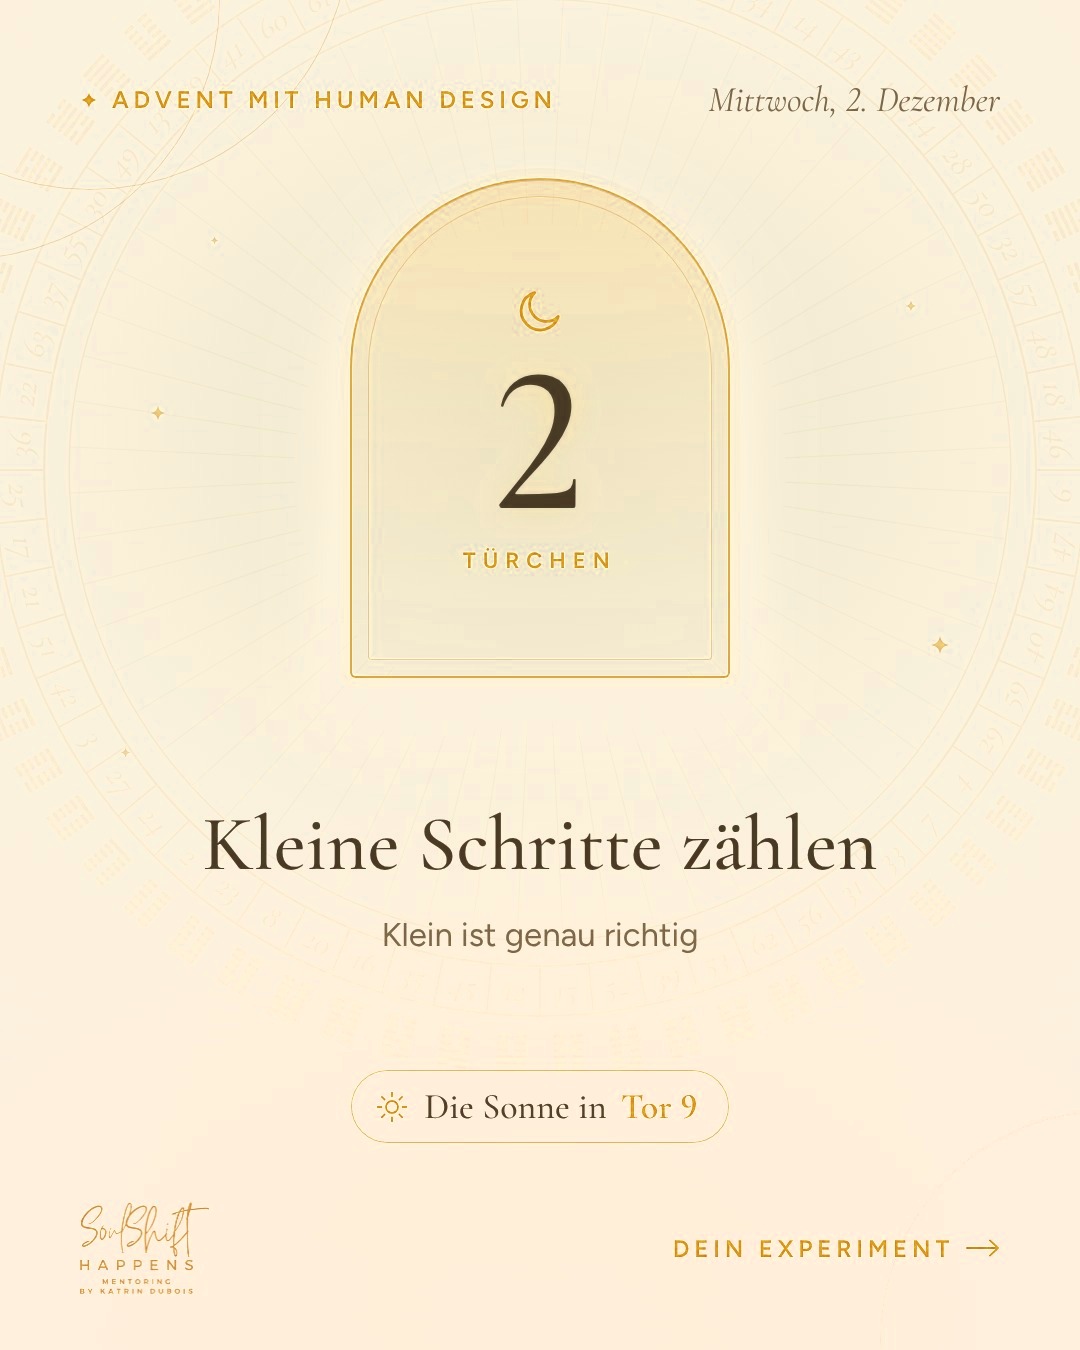 ✦ ADVENT MIT HUMAN DESIGN
Mittwoch, 2. Dezember
2
TÜRCHEN
Kleine Schritte zählen
Klein ist genau richtig
Die Sonne in Tor 9
SoulShift
HAPPENS
MENTORING
BY KATRIN DUBOIS
DEIN EXPERIMENT →